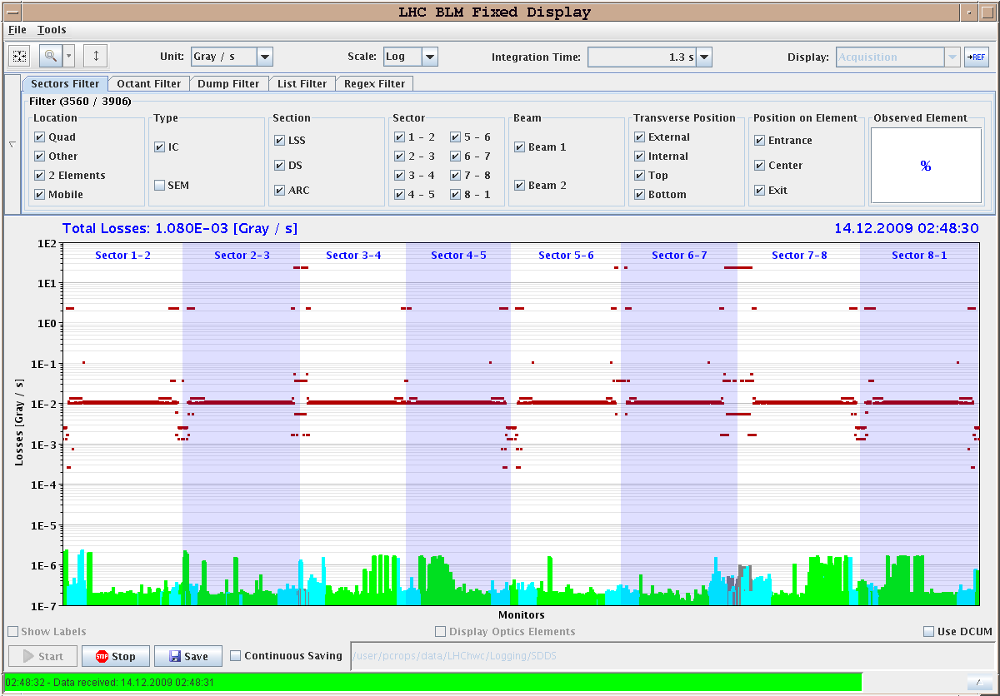 LHC BLM Fixed Display
File Tools
Unit: Gray / s Scale: Log Integration Time: 1.3 s Display: Acquisition →REF
Sectors Filter Octant Filter Dump Filter List Filter Regex Filter
Filter (3560 / 3906)
Location Type Section Sector Beam Transverse Position Position on Element Observed Element
Quad IC LSS 1 - 2 5 - 6 Beam 1 External Entrance %
Other DS 2 - 3 6 - 7 Internal Center
2 Elements SEM ARC 3 - 4 7 - 8 Beam 2 Top Exit
Mobile 4 - 5 8 - 1 Bottom
Total Losses: 1.080E-03 [Gray / s] 14.12.2009 02:48:30
Sector 1-2 Sector 2-3 Sector 3-4 Sector 4-5 Sector 5-6 Sector 6-7 Sector 7-8 Sector 8-1
1E2
1E1
1E0
1E-1
1E-2
1E-3
1E-4
1E-5
1E-6
1E-7
Losses [Gray / s]
Monitors
Show Labels Display Optics Elements Use DCUM
Start STOP Stop Save Continuous Saving /user/pcrops/data/LHChwc/Logging/SDDS
02:48:32 - Data received: 14.12.2009 02:48:31